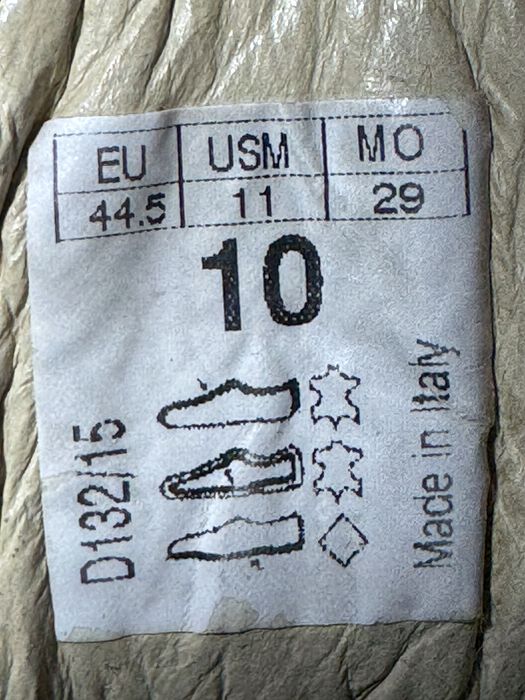 EU USM MO
44.5 11 29
10
D132/15
Made in Italy